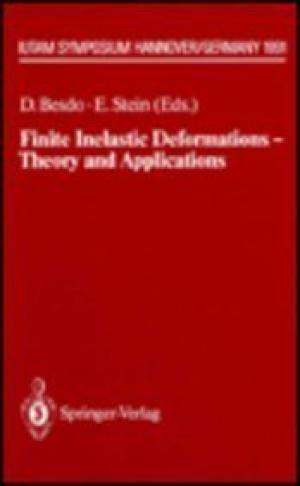 IUTAM SYMPOSIUM HANNOVER/GERMANY 1991
D. Besdo · E. Stein (Eds.)
Finite Inelastic Deformations –
Theory and Applications
Springer-Verlag